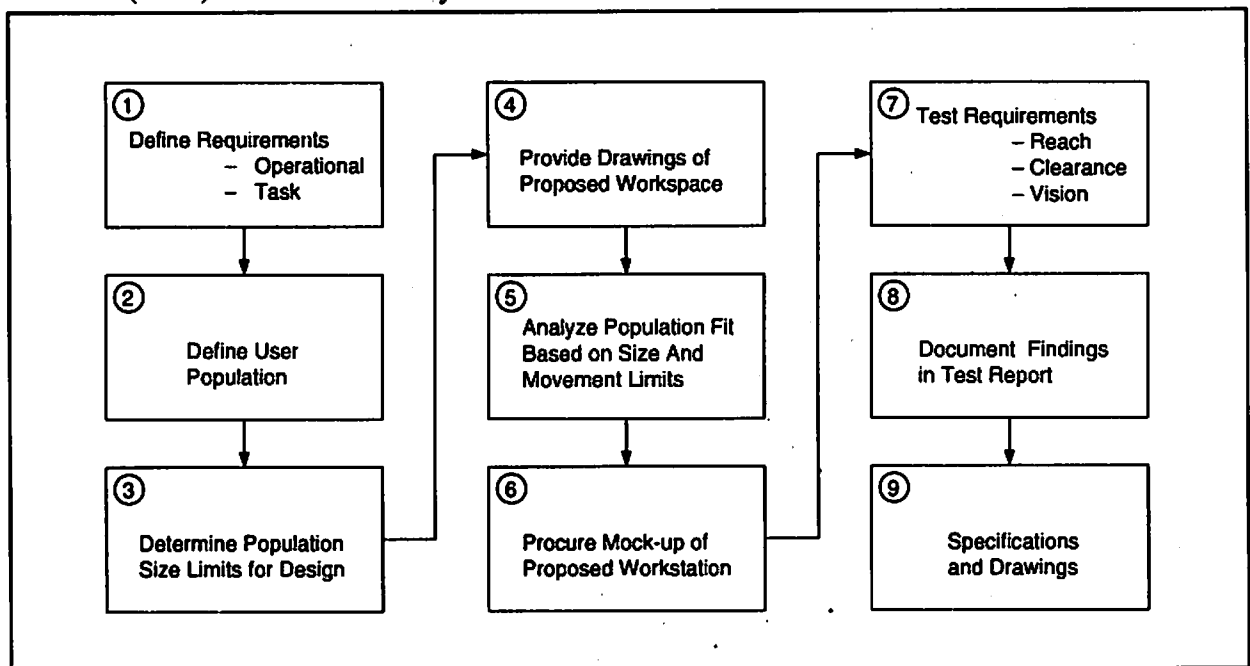 1
Define Requirements
– Operational
– Task
2
Define User
Population
3
Determine Population
Size Limits for Design
4
Provide Drawings of
Proposed Workspace
5
Analyze Population Fit
Based on Size And
Movement Limits
6
Procure Mock-up of
Proposed Workstation
7
Test Requirements
– Reach
– Clearance
– Vision
8
Document Findings
in Test Report
9
Specifications
and Drawings